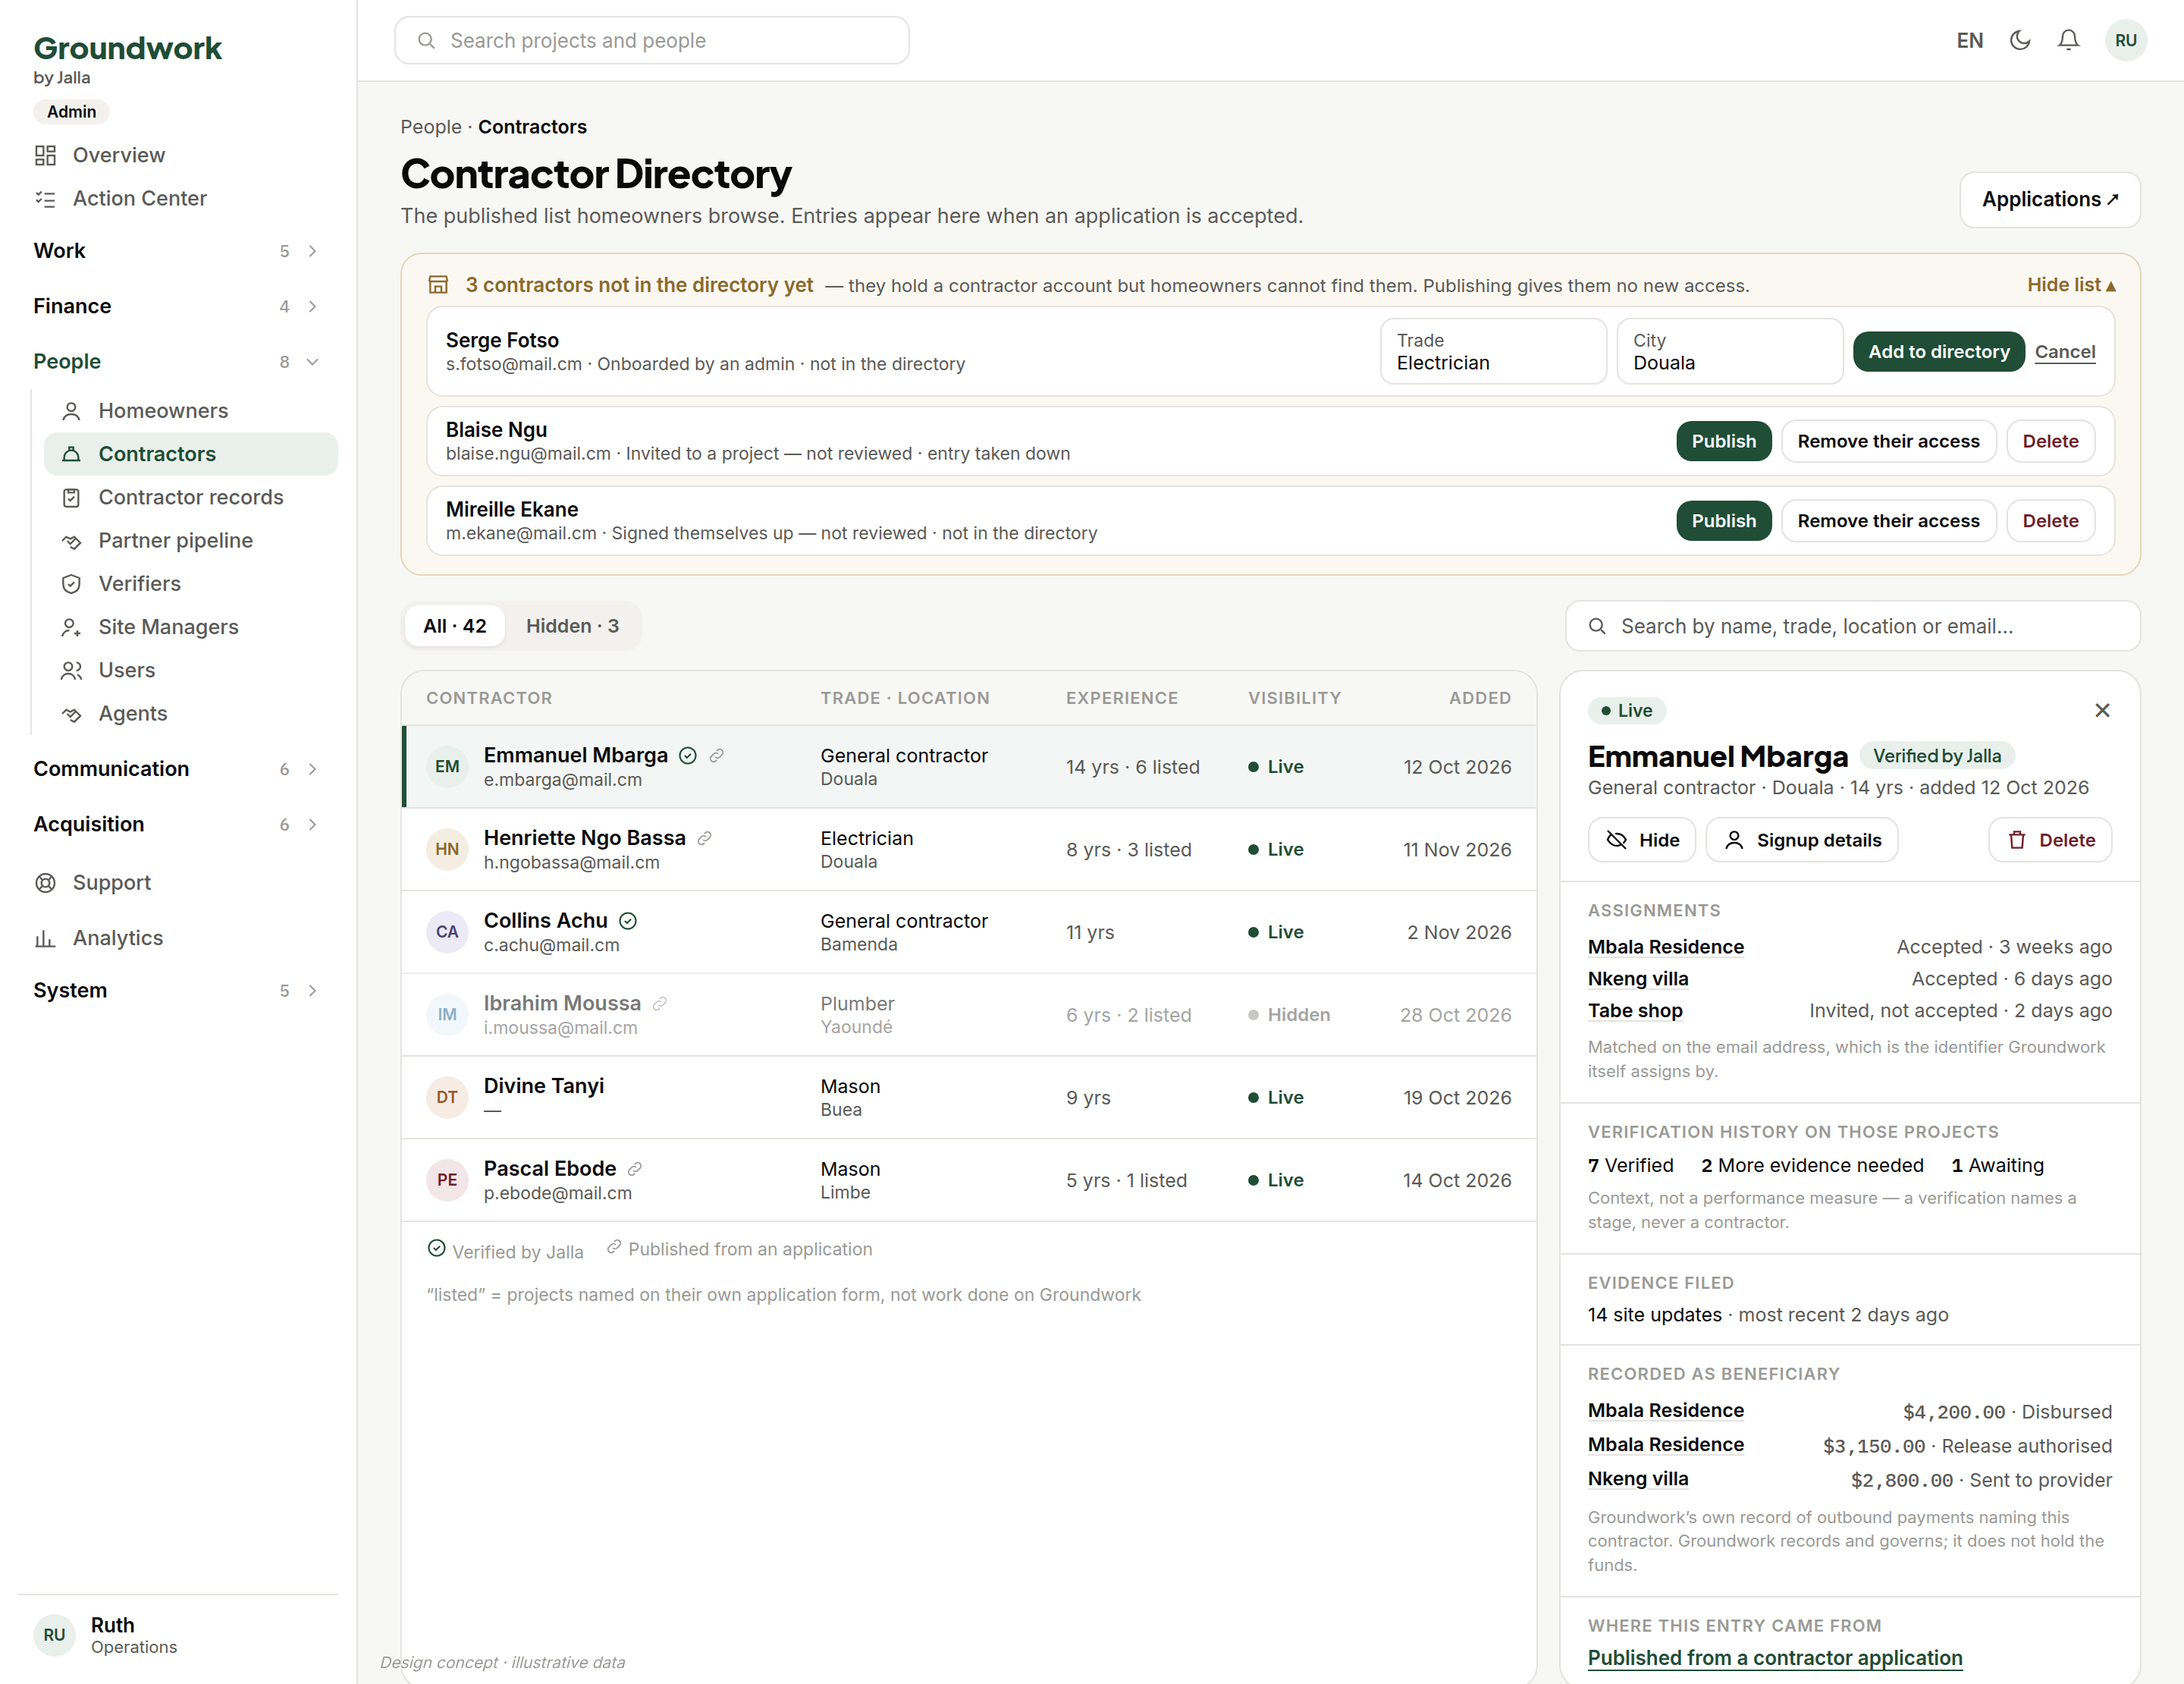 Groundwork
by Jalla
Admin
Overview
Action Center
Work 5
Finance 4
People 8
Homeowners
Contractors
Contractor records
Partner pipeline
Verifiers
Site Managers
Users
Agents
Communication 6
Acquisition 6
Support
Analytics
System 5
RU
Ruth
Operations
Search projects and people
EN
RU
People · Contractors
Contractor Directory
The published list homeowners browse. Entries appear here when an application is accepted.
Applications ↗
3 contractors not in the directory yet — they hold a contractor account but homeowners cannot find them. Publishing gives them no new access.
Hide list ▴
Serge Fotso
s.fotso@mail.cm · Onboarded by an admin · not in the directory
Trade
Electrician
City
Douala
Add to directory
Cancel
Blaise Ngu
blaise.ngu@mail.cm · Invited to a project — not reviewed · entry taken down
Publish
Remove their access
Delete
Mireille Ekane
m.ekane@mail.cm · Signed themselves up — not reviewed · not in the directory
Publish
Remove their access
Delete
All · 42
Hidden · 3
Search by name, trade, location or email…
CONTRACTOR TRADE · LOCATION EXPERIENCE VISIBILITY ADDED
EM
Emmanuel Mbarga
e.mbarga@mail.cm
General contractor
Douala
14 yrs · 6 listed
Live
12 Oct 2026
HN
Henriette Ngo Bassa
h.ngobassa@mail.cm
Electrician
Douala
8 yrs · 3 listed
Live
11 Nov 2026
CA
Collins Achu
c.achu@mail.cm
General contractor
Bamenda
11 yrs
Live
2 Nov 2026
IM
Ibrahim Moussa
i.moussa@mail.cm
Plumber
Yaoundé
6 yrs · 2 listed
Hidden
28 Oct 2026
DT
Divine Tanyi
—
Mason
Buea
9 yrs
Live
19 Oct 2026
PE
Pascal Ebode
p.ebode@mail.cm
Mason
Limbe
5 yrs · 1 listed
Live
14 Oct 2026
Verified by Jalla
Published from an application
“listed” = projects named on their own application form, not work done on Groundwork
Design concept · illustrative data
Live
✕
Emmanuel Mbarga
Verified by Jalla
General contractor · Douala · 14 yrs · added 12 Oct 2026
Hide
Signup details
Delete
ASSIGNMENTS
Mbala Residence Accepted · 3 weeks ago
Nkeng villa Accepted · 6 days ago
Tabe shop Invited, not accepted · 2 days ago
Matched on the email address, which is the identifier Groundwork
itself assigns by.
VERIFICATION HISTORY ON THOSE PROJECTS
7 Verified 2 More evidence needed 1 Awaiting
Context, not a performance measure — a verification names a
stage, never a contractor.
EVIDENCE FILED
14 site updates · most recent 2 days ago
RECORDED AS BENEFICIARY
Mbala Residence $4,200.00 · Disbursed
Mbala Residence $3,150.00 · Release authorised
Nkeng villa $2,800.00 · Sent to provider
Groundwork’s own record of outbound payments naming this
contractor. Groundwork records and governs; it does not hold the
funds.
WHERE THIS ENTRY CAME FROM
Published from a contractor application